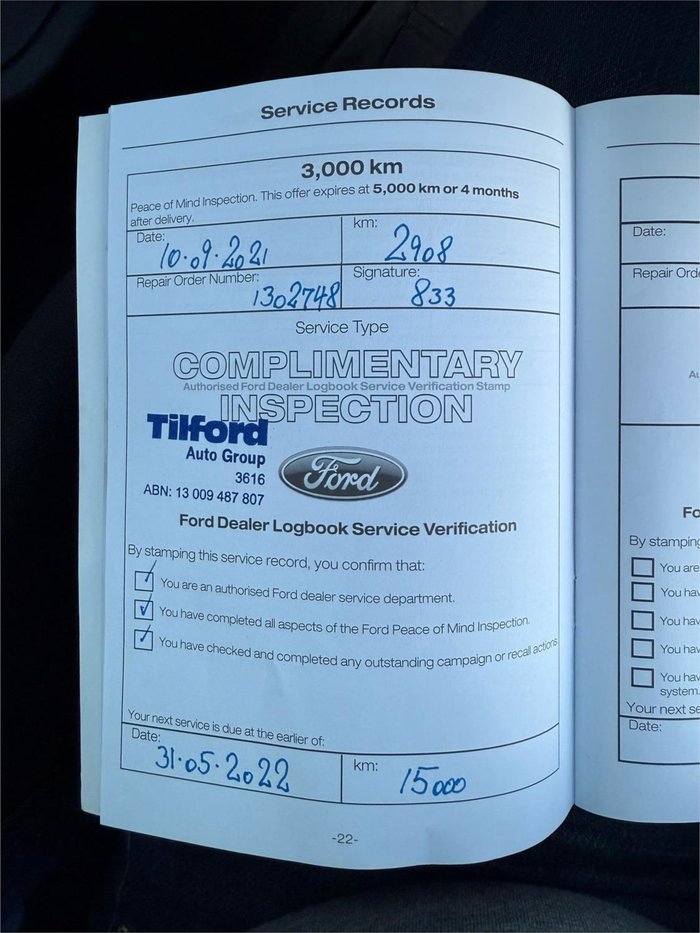 Service Records
3,000 km
Peace of Mind Inspection. This offer expires at 5,000 km or 4 months
after delivery.
Date:
10.09.2021
km:
2908
Repair Order Number:
1302748
Signature:
833
Service Type
COMPLIMENTARY
Authorised Ford Dealer Logbook Service Verification Stamp
INSPECTION
Tilford
Auto Group
3616
ABN: 13 009 487 807
Ford
Ford Dealer Logbook Service Verification
By stamping this service record, you confirm that:
You are an authorised Ford dealer service department.
You have completed all aspects of the Ford Peace of Mind Inspection.
You have checked and completed any outstanding campaign or recall actions
Your next service is due at the earlier of:
Date:
31.05.2022
km:
15000
-22-
Date:
Repair Ord
Au
Fo
By stamping
You are
You hav
You hav
You hav
You hav
system.
Your next se
Date: